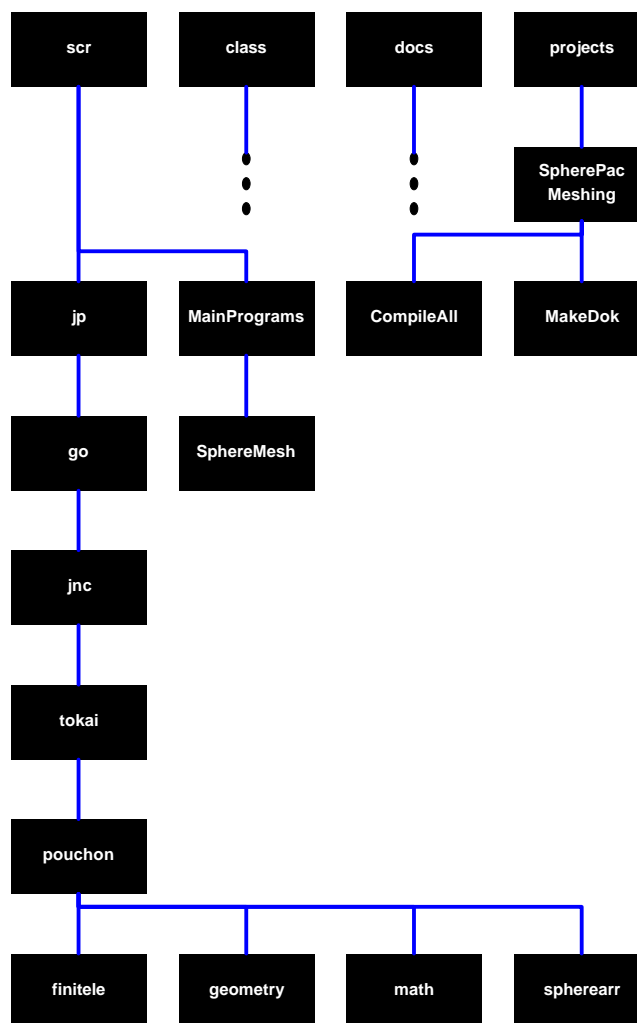 scr
class
docs
projects
SpherePac
Meshing
jp
MainPrograms
CompileAll
MakeDok
go
SphereMesh
jnc
tokai
pouchon
finitele
geometry
math
spherearr